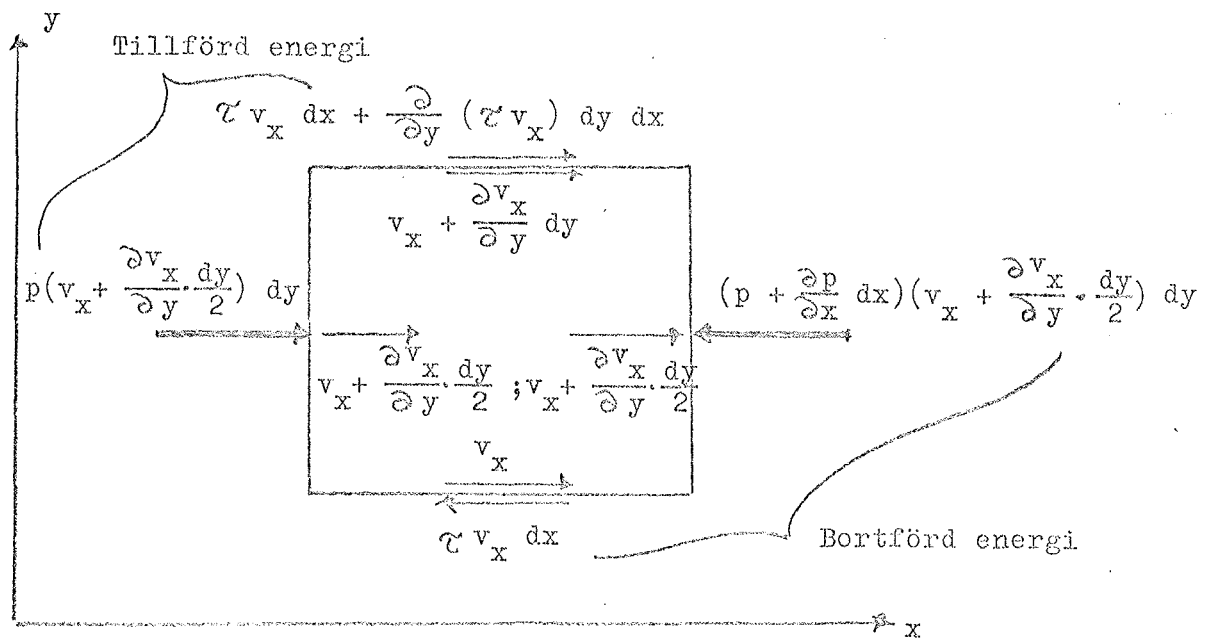 y
Tillförd energi
τ v_x dx + ∂/∂y (τ v_x) dy dx
v_x + ∂v_x/∂y dy
p(v_x + ∂v_x/∂y · dy/2) dy
(p + ∂p/∂x dx)(v_x + ∂v_x/∂y · dy/2) dy
v_x + ∂v_x/∂y · dy/2 ; v_x + ∂v_x/∂y · dy/2
v_x
τ v_x dx
Bortförd energi
x